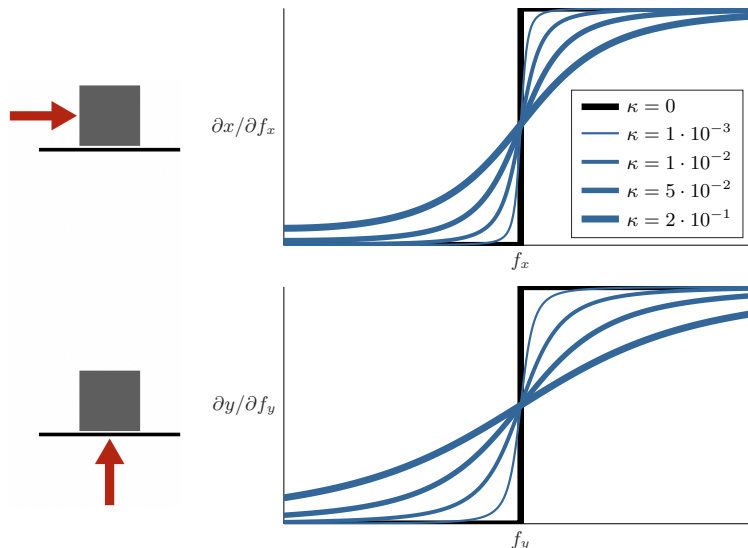 ∂x/∂f_x
κ = 0
κ = 1 · 10⁻³
κ = 1 · 10⁻²
κ = 5 · 10⁻²
κ = 2 · 10⁻¹
f_x
∂y/∂f_y
f_y